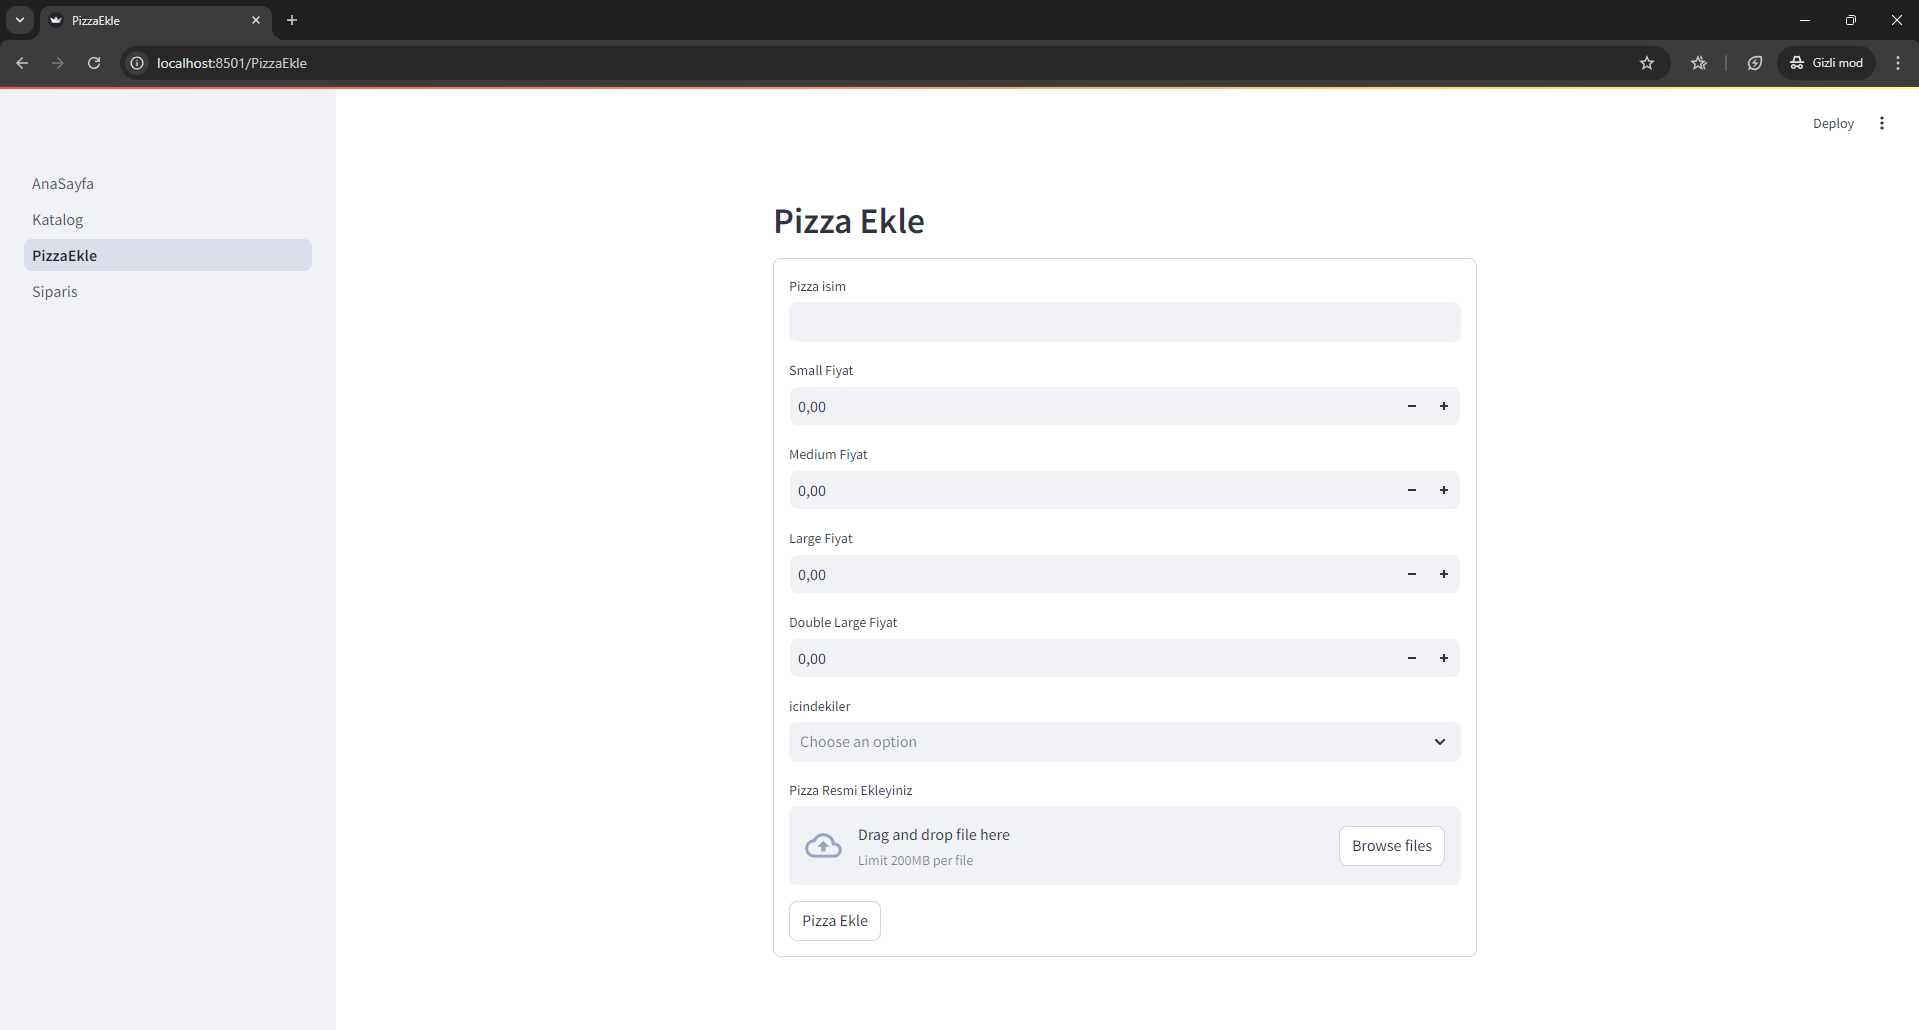 PizzaEkle
localhost:8501/PizzaEkle
Gizli mod
Deploy
AnaSayfa
Katalog
PizzaEkle
Siparis
Pizza Ekle
Pizza isim
Small Fiyat
0,00
Medium Fiyat
0,00
Large Fiyat
0,00
Double Large Fiyat
0,00
icindekiler
Choose an option
Pizza Resmi Ekleyiniz
Drag and drop file here
Limit 200MB per file
Browse files
Pizza Ekle